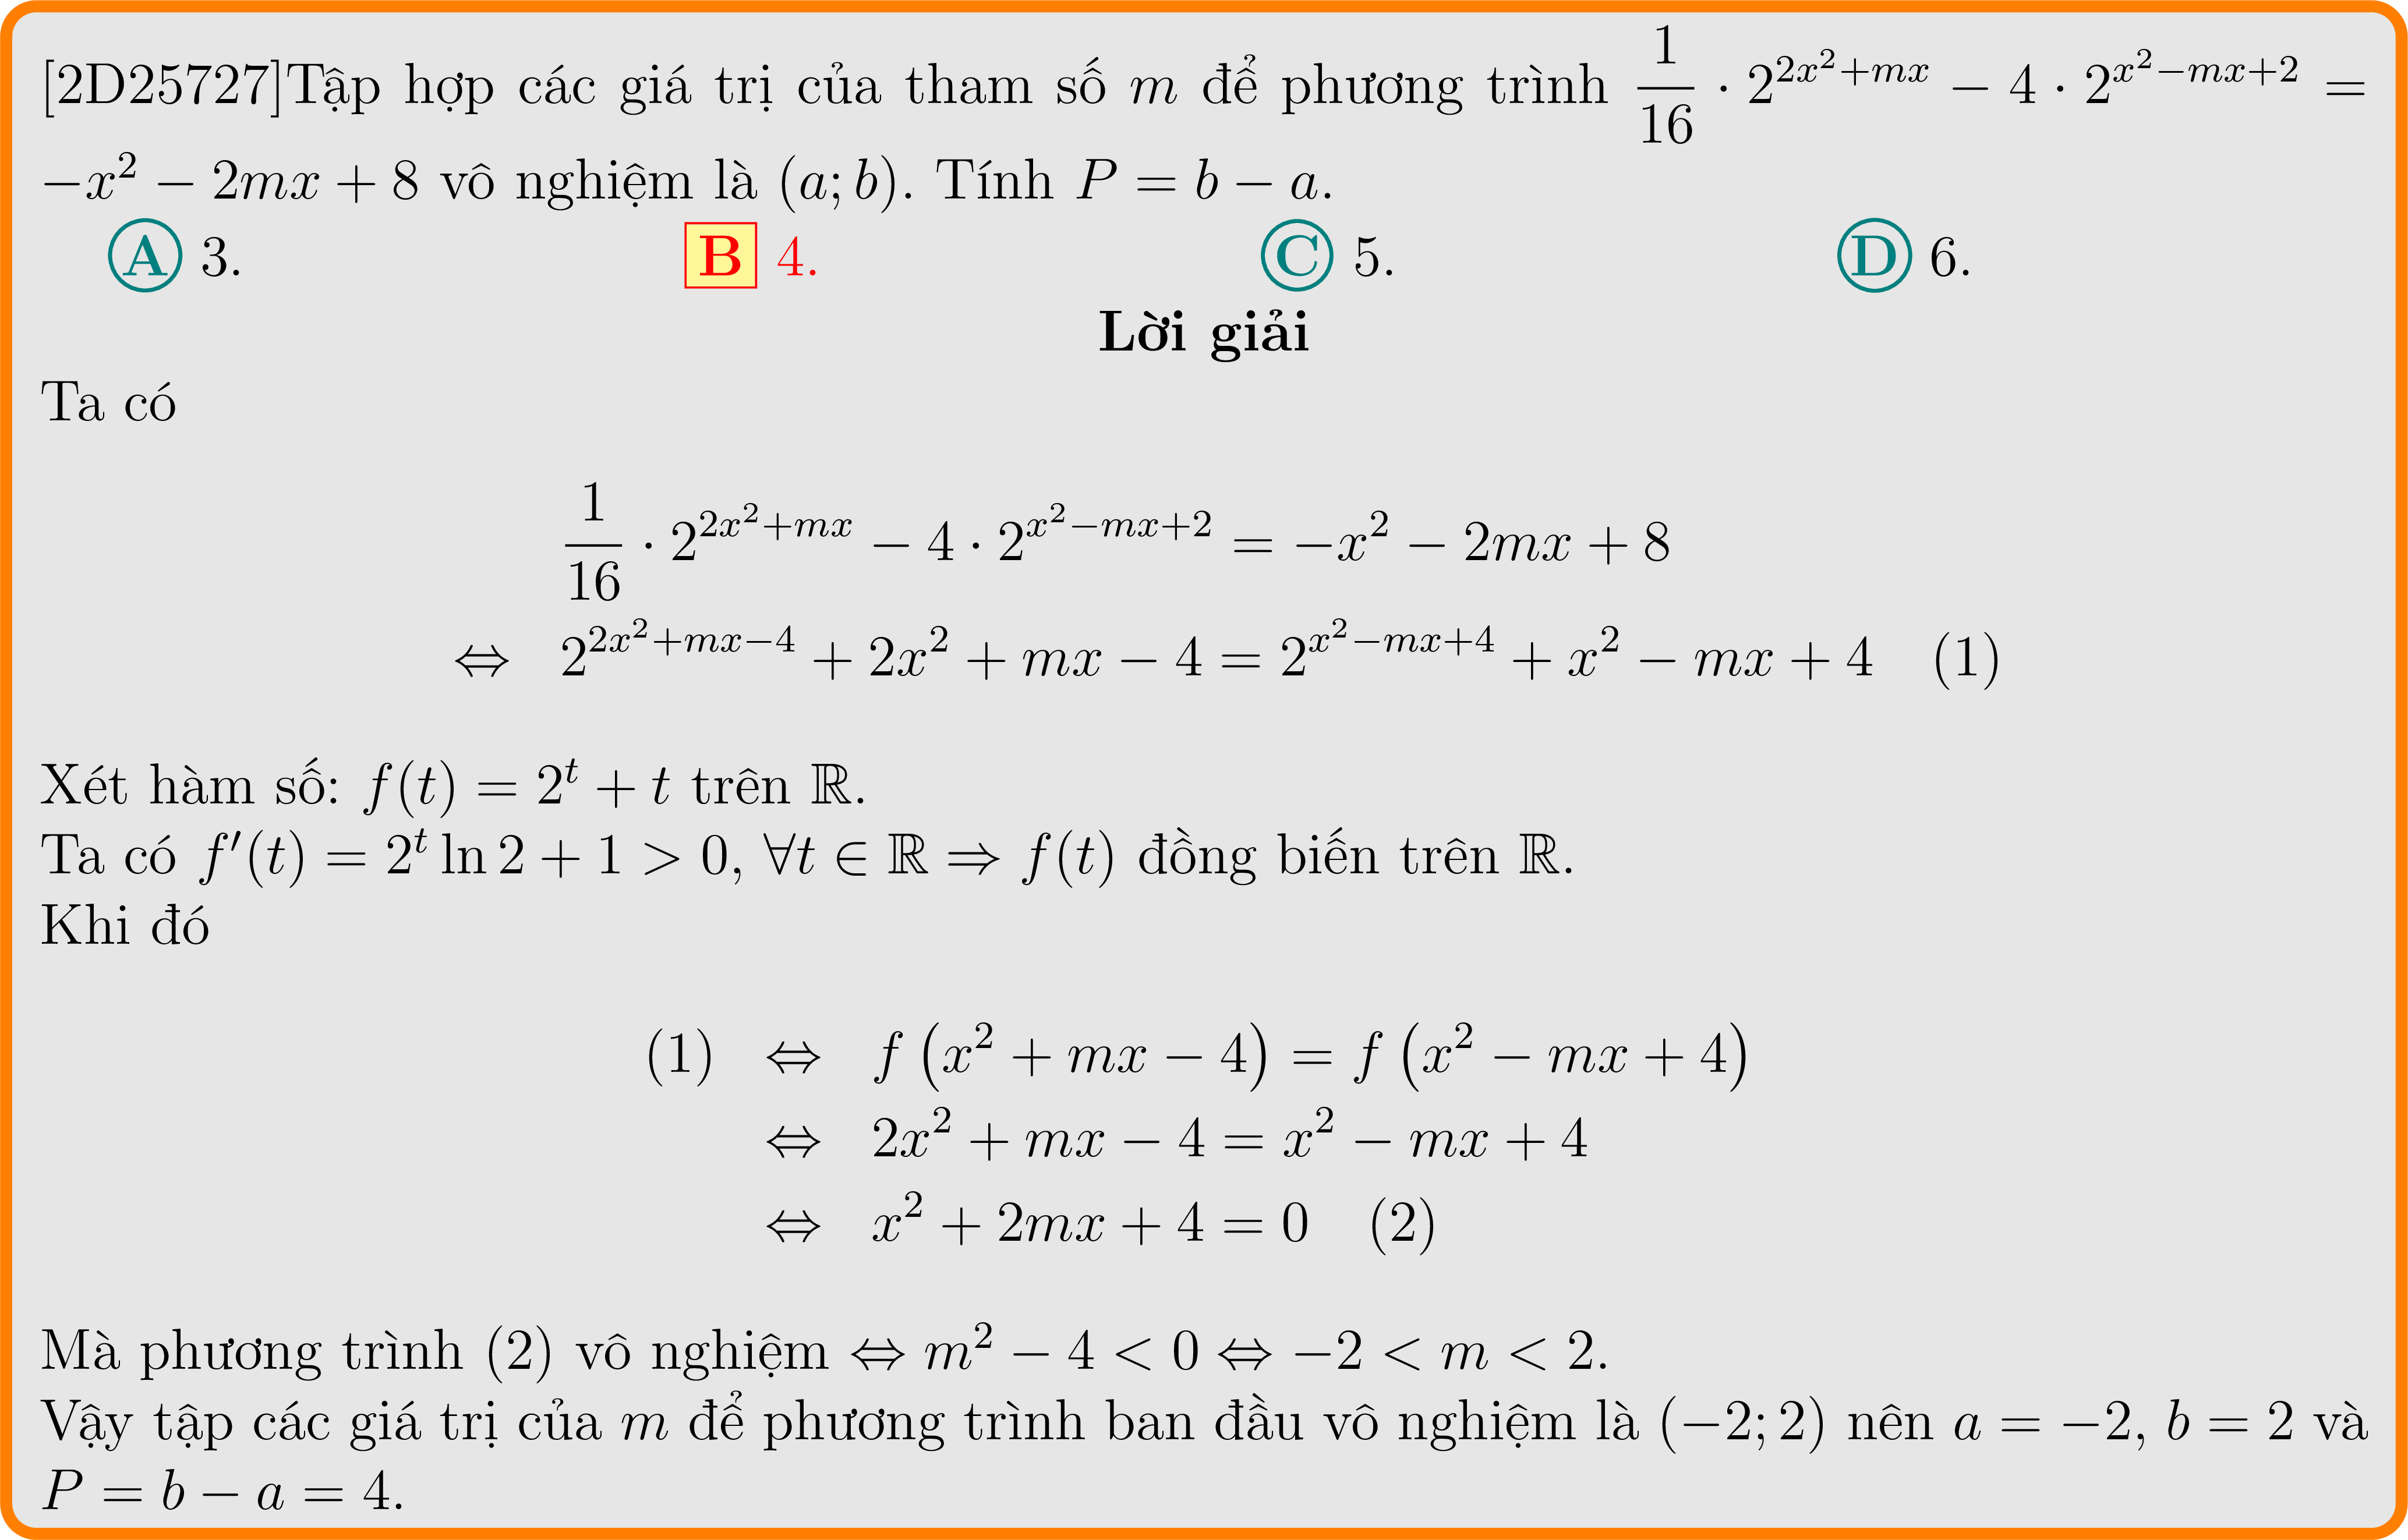 [2D25727]Tập hợp các giá trị của tham số $m$ để phương trình $\dfrac{1}{16} \cdot 2^{2x^2+mx} - 4 \cdot 2^{x^2-mx+2} =$
$-x^2 - 2mx + 8$ vô nghiệm là $(a; b)$. Tính $P = b - a$.
A 3. B 4. C 5. D 6.
Lời giải
Ta có
$\dfrac{1}{16} \cdot 2^{2x^2+mx} - 4 \cdot 2^{x^2-mx+2} = -x^2 - 2mx + 8$
$\Leftrightarrow 2^{2x^2+mx-4} + 2x^2 + mx - 4 = 2^{x^2-mx+4} + x^2 - mx + 4 \quad (1)$
Xét hàm số: $f(t) = 2^t + t$ trên $\mathbb{R}$.
Ta có $f'(t) = 2^t \ln 2 + 1 > 0, \forall t \in \mathbb{R} \Rightarrow f(t)$ đồng biến trên $\mathbb{R}$.
Khi đó
$(1) \Leftrightarrow f\left(x^2 + mx - 4\right) = f\left(x^2 - mx + 4\right)$
$\Leftrightarrow 2x^2 + mx - 4 = x^2 - mx + 4$
$\Leftrightarrow x^2 + 2mx + 4 = 0 \quad (2)$
Mà phương trình (2) vô nghiệm $\Leftrightarrow m^2 - 4 < 0 \Leftrightarrow -2 < m < 2$.
Vậy tập các giá trị của $m$ để phương trình ban đầu vô nghiệm là $(-2; 2)$ nên $a = -2$, $b = 2$ và
$P = b - a = 4$.